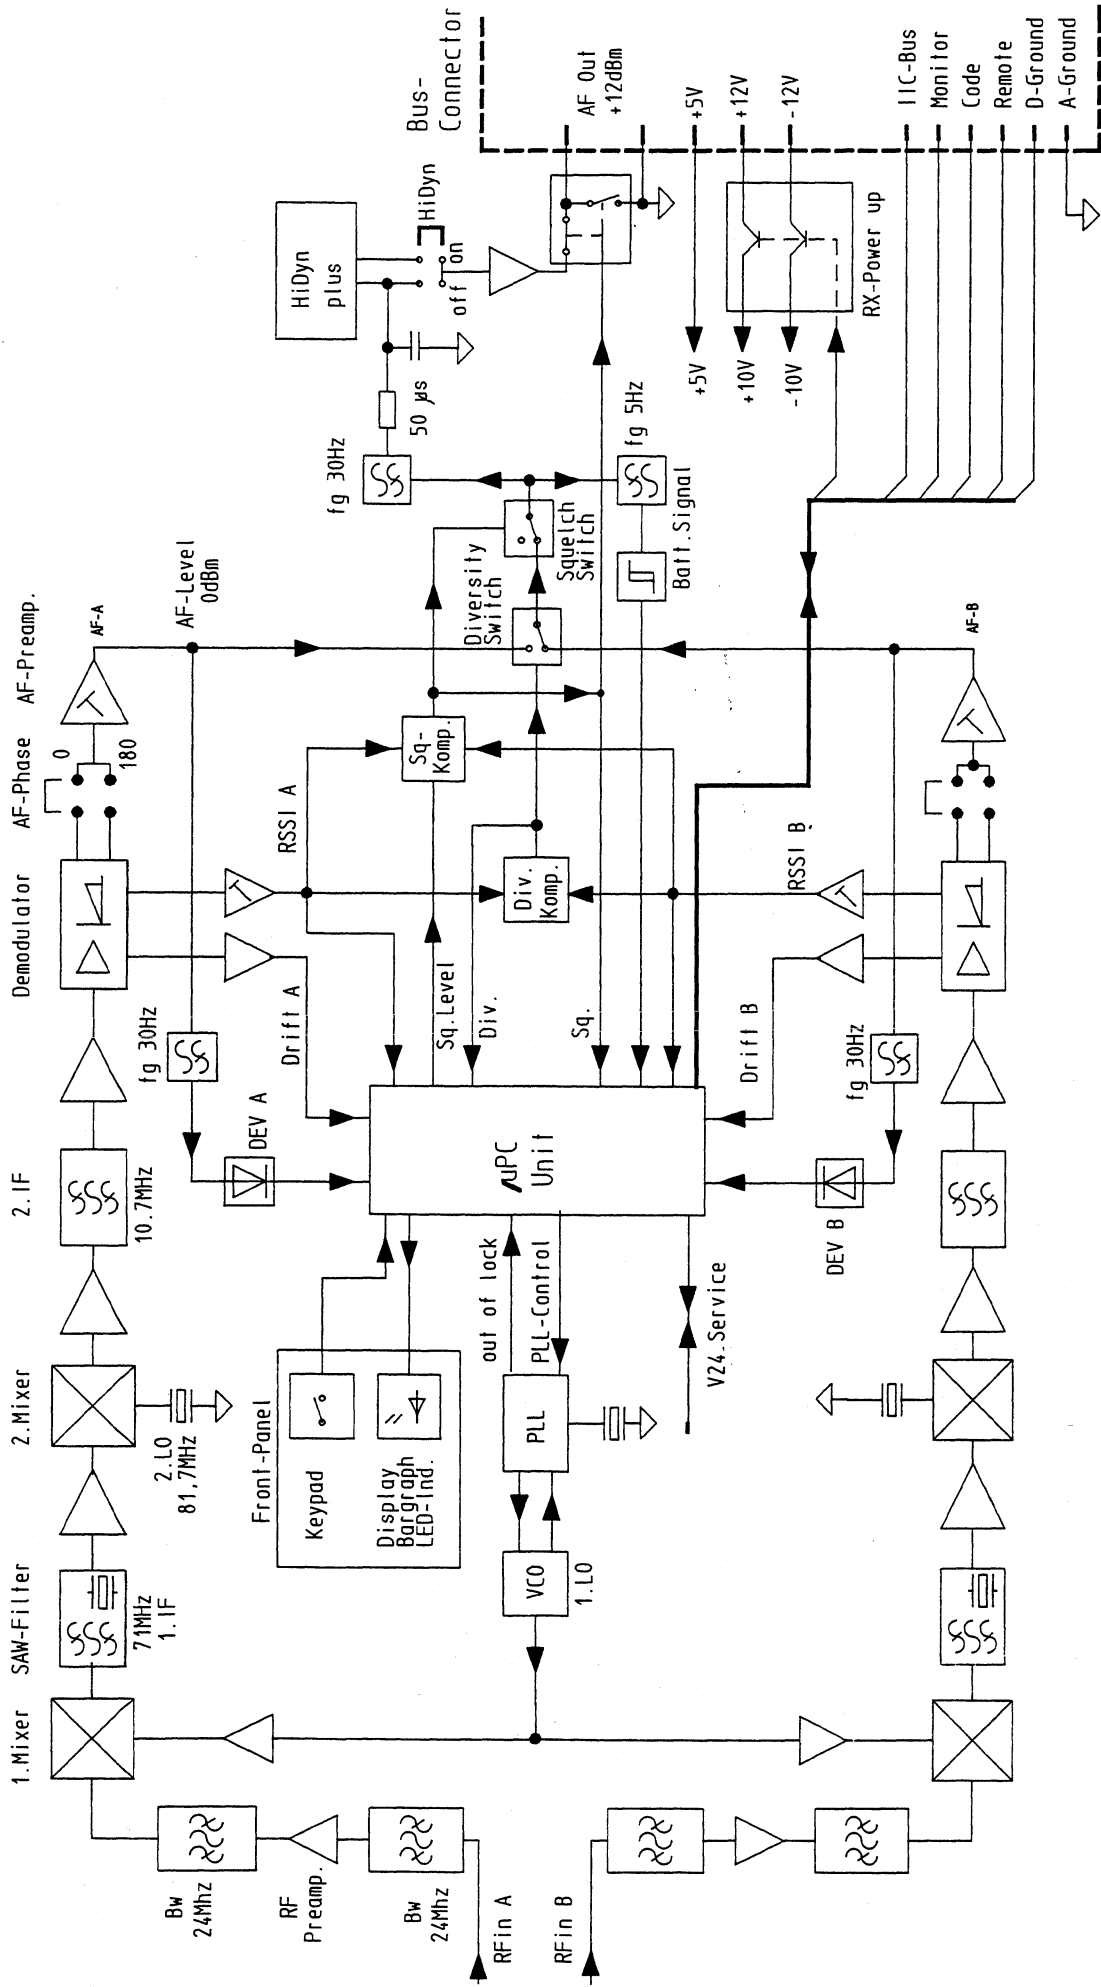 1.Mixer
SAW-Filter
2.Mixer
2.IF
Demodulator
AF-Phase
AF-Preamp.
Bus-
Connector
71MHz
1.IF
2.LO
81,7MHz
10.7MHz
0
180
AF-A
AF-Level
0dBm
fg 30Hz
DEV A
Drift A
RSSI A
Bw
24Mhz
RF
Preamp.
Bw
24Mhz
RFin A
RFin B
Front-Panel
Keypad
Display
Bargraph
LED-Ind.
VCO
1.LO
PLL
out of lock
PLL-Control
V24.Service
µPC
Unit
Sq.Level
Div.
Sq.
Sq-
Komp.
Div.
Komp.
Diversity
Switch
Squelch
Switch
Batt.Signal
fg 5Hz
fg 30Hz
50 µs
HiDyn
plus
off
on
HiDyn
AF Out
+12dBm
+5V
+5V
+10V
+12V
-10V
-12V
RX-Power up
IIC-Bus
Monitor
Code
Remote
D-Ground
A-Ground
DEV B
Drift B
fg 30Hz
RSSI B
AF-B